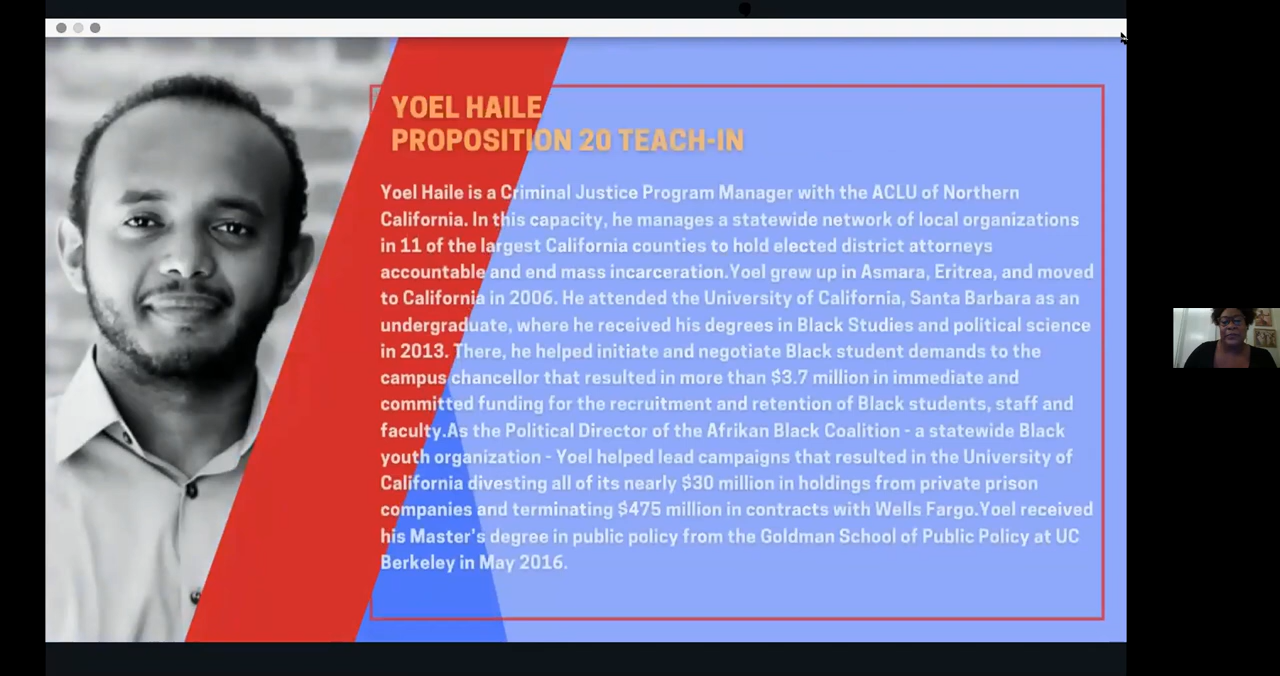 YOEL HAILE
PROPOSITION 20 TEACH-IN
Yoel Haile is a Criminal Justice Program Manager with the ACLU of Northern
California. In this capacity, he manages a statewide network of local organizations
in 11 of the largest California counties to hold elected district attorneys
accountable and end mass incarceration.Yoel grew up in Asmara, Eritrea, and moved
to California in 2006. He attended the University of California, Santa Barbara as an
undergraduate, where he received his degrees in Black Studies and political science
in 2013. There, he helped initiate and negotiate Black student demands to the
campus chancellor that resulted in more than $3.7 million in immediate and
committed funding for the recruitment and retention of Black students, staff and
faculty.As the Political Director of the Afrikan Black Coalition - a statewide Black
youth organization - Yoel helped lead campaigns that resulted in the University of
California divesting all of its nearly $30 million in holdings from private prison
companies and terminating $475 million in contracts with Wells Fargo.Yoel received
his Master's degree in public policy from the Goldman School of Public Policy at UC
Berkeley in May 2016.